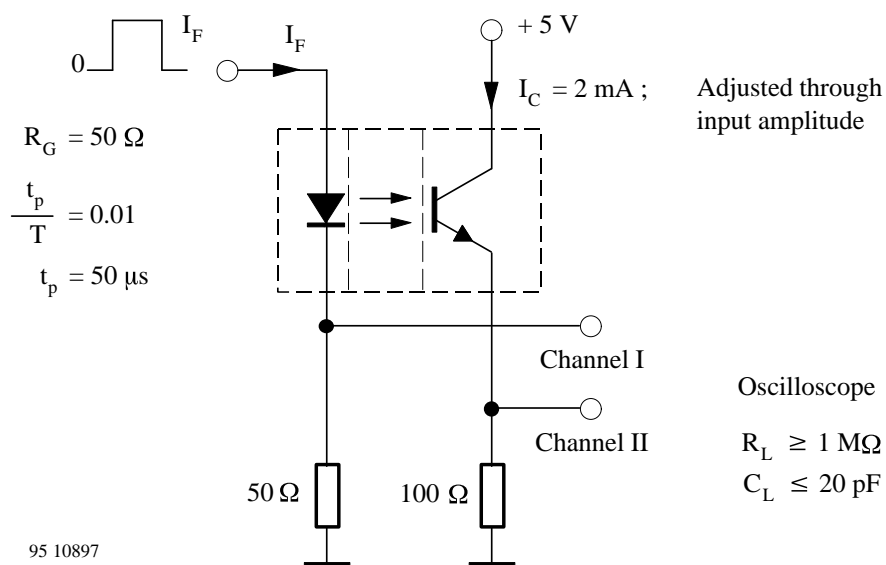 I_F
0
I_F
+ 5 V
I_C = 2 mA ;
Adjusted through
input amplitude
R_G = 50 Ω
t_p
T
= 0.01
t_p = 50 μs
Channel I
Channel II
Oscilloscope
R_L ≥ 1 MΩ
C_L ≤ 20 pF
50 Ω
100 Ω
95 10897